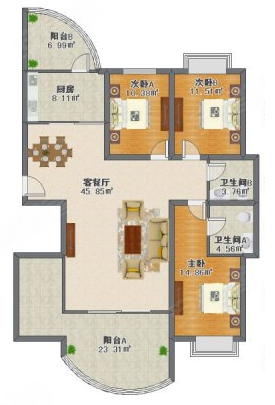 阳台B
6.99㎡
厨房
8.11㎡
次卧A
10.38㎡
次卧B
11.51㎡
客餐厅
45.85㎡
卫生间B
3.76㎡
卫生间A
4.56㎡
主卧
14.86㎡
阳台A
23.31㎡